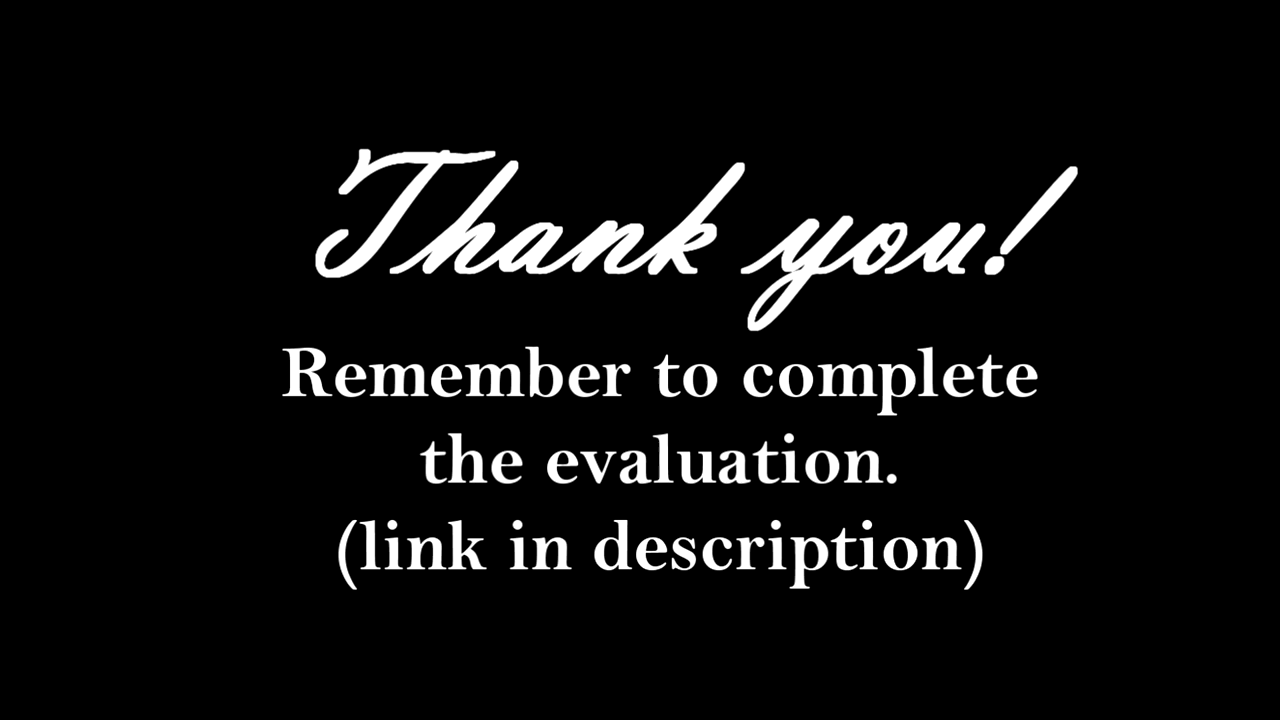 Thank you!
Remember to complete
the evaluation.
(link in description)